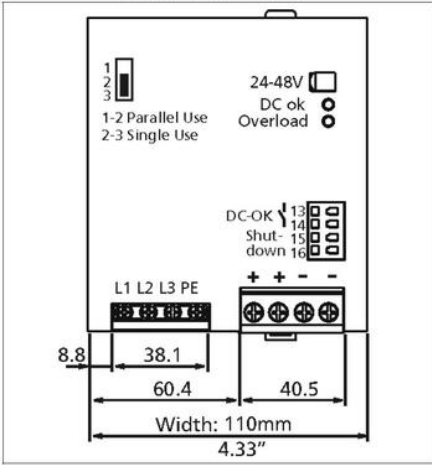 1
2
3
1-2 Parallel Use
2-3 Single Use
24-48V
DC ok
Overload
DC-OK
13
14
Shut-
down
15
16
+ + - -
L1 L2 L3 PE
8.8
38.1
60.4
40.5
Width: 110mm
4.33”